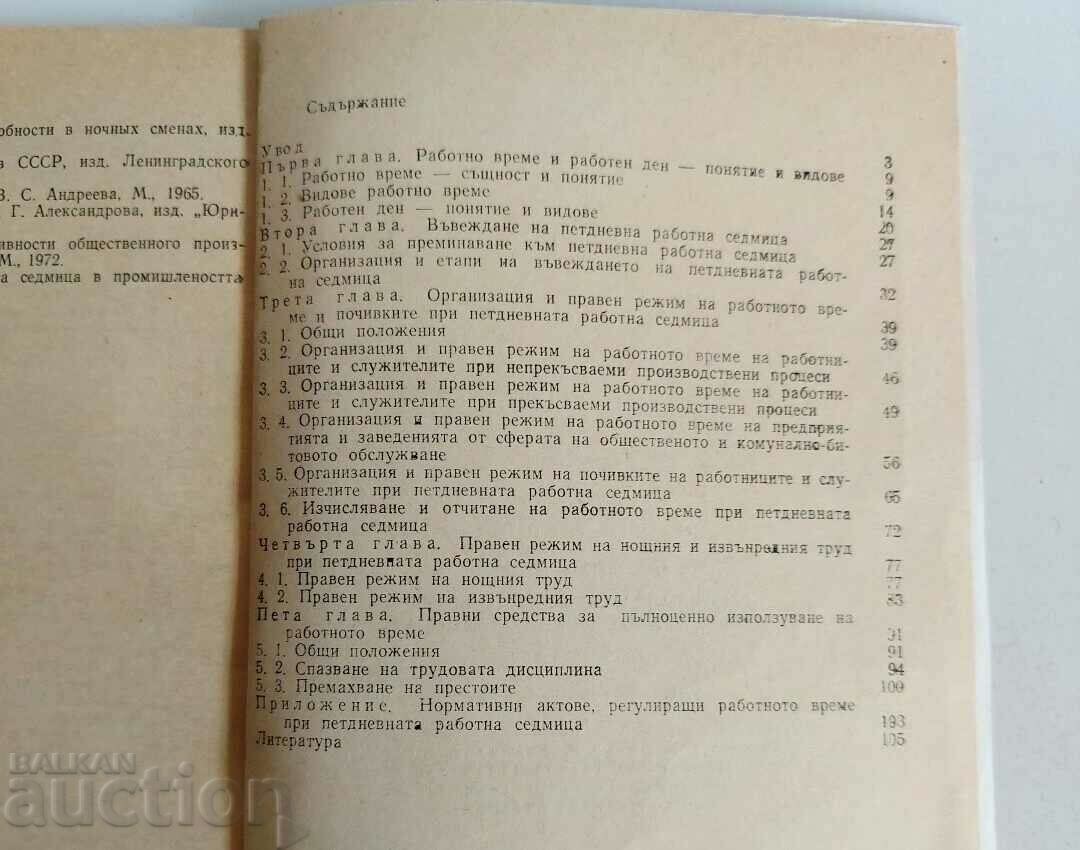 обности в ночных сменах, изд.
в СССР, изд. Ленинградского
В. С. Андреева, М., 1965.
Г. Александрова, изд. „Юри-
ивности общественного произ-
М., 1972.
а седмица в промишлеността
Съдържание
Увод 3
Първа глава. Работно време и работен ден — понятие и видове 9
1. 1. Работно време — същност и понятие 9
1. 2. Видове работно време 14
1. 3. Работен ден — понятие и видове 20
Втора глава. Въвеждане на петдневна работна седмица 27
2. 1. Условия за преминаване към петдневна работна седмица 27
2. 2. Организация и етапи на въвеждането на петдневната работ-
на седмица 32
Трета глава. Организация и правен режим на работното вре-
ме и почивките при петдневната работна седмица 39
3. 1. Общи положения 39
3. 2. Организация и правен режим на работното време на работни-
ците и служителите при непрекъсваеми производствени процеси 46
3. 3. Организация и правен режим на работното време на работни-
ците и служителите при прекъсваеми производствени процеси 49
3. 4. Организация и правен режим на работното време на предприя-
тията и заведенията от сферата на общественото и комунално-би-
товото обслужване 56
3. 5. Организация и правен режим на почивките на работниците и слу-
жителите при петдневната работна седмица 65
3. 6. Изчисляване и отчитане на работното време при петдневната
работна седмица 72
Четвърта глава. Правен режим на нощния и извънредния труд
при петдневната работна седмица 77
4. 1. Правен режим на нощния труд 77
4. 2. Правен режим на извънредния труд 83
Пета глава. Правни средства за пълноценно използуване на
работното време 91
5. 1. Общи положения 91
5. 2. Спазване на трудовата дисциплина 94
5. 3. Премахване на престоите 100
Приложение. Нормативни актове, регулиращи работното време
при петдневната работна седмица 193
Литература 195
BALKAN
auction